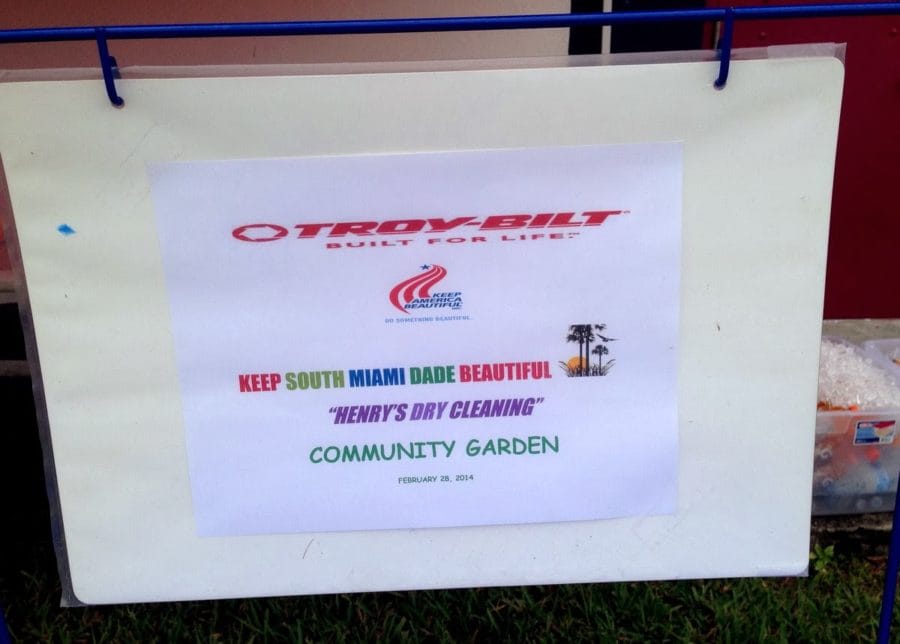 TROY-BILT
BUILT FOR LIFE.™
KEEP
AMERICA
BEAUTIFUL
DO SOMETHING BEAUTIFUL.
KEEP SOUTH MIAMI DADE BEAUTIFUL
"HENRY'S DRY CLEANING"
COMMUNITY GARDEN
FEBRUARY 28, 2014